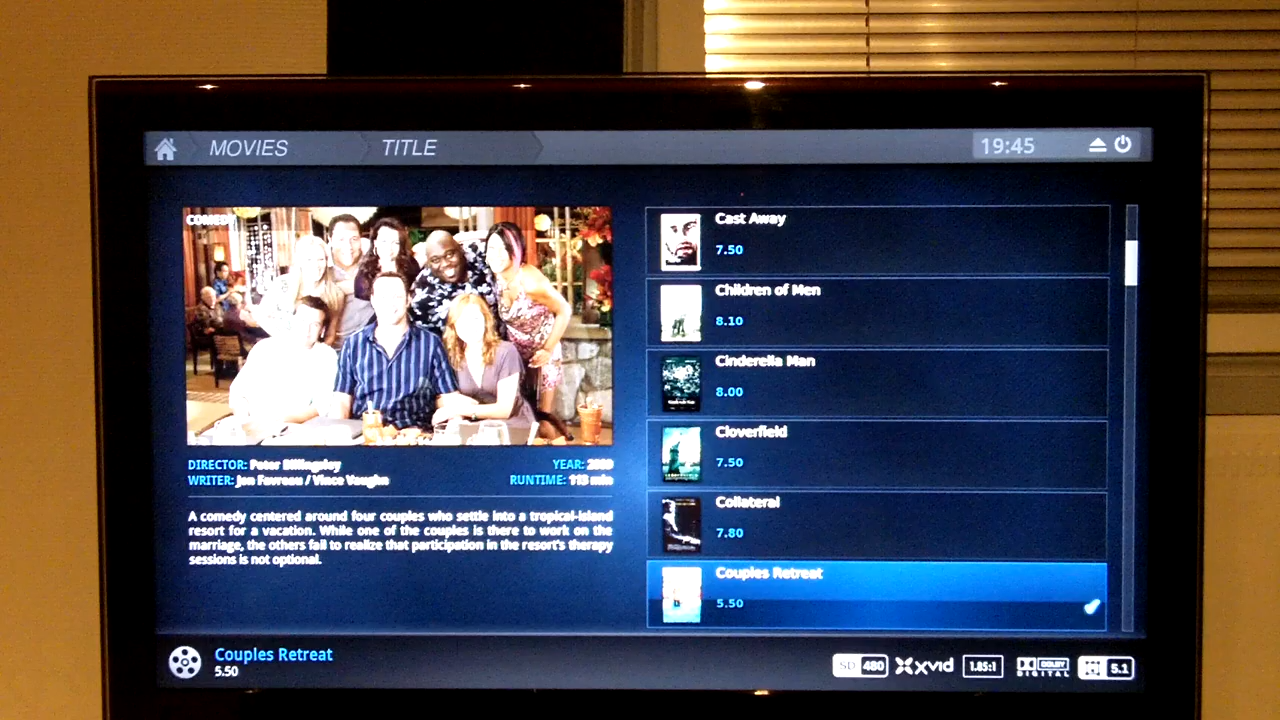 MOVIES TITLE 19:45
COMEDY
DIRECTOR: Peter Billingsley YEAR: 2009
WRITER: Jon Favreau / Vince Vaughn RUNTIME: 113 min
A comedy centered around four couples who settle into a tropical-island
resort for a vacation. While one of the couples is there to work on the
marriage, the others fail to realize that participation in the resort's therapy
sessions is not optional.
Cast Away
7.50
Children of Men
8.10
Cinderella Man
8.00
Cloverfield
7.50
Collateral
7.80
Couples Retreat
5.50
Couples Retreat
5.50
SD 480 XVID 1.85:1 DOLBY DIGITAL 5.1